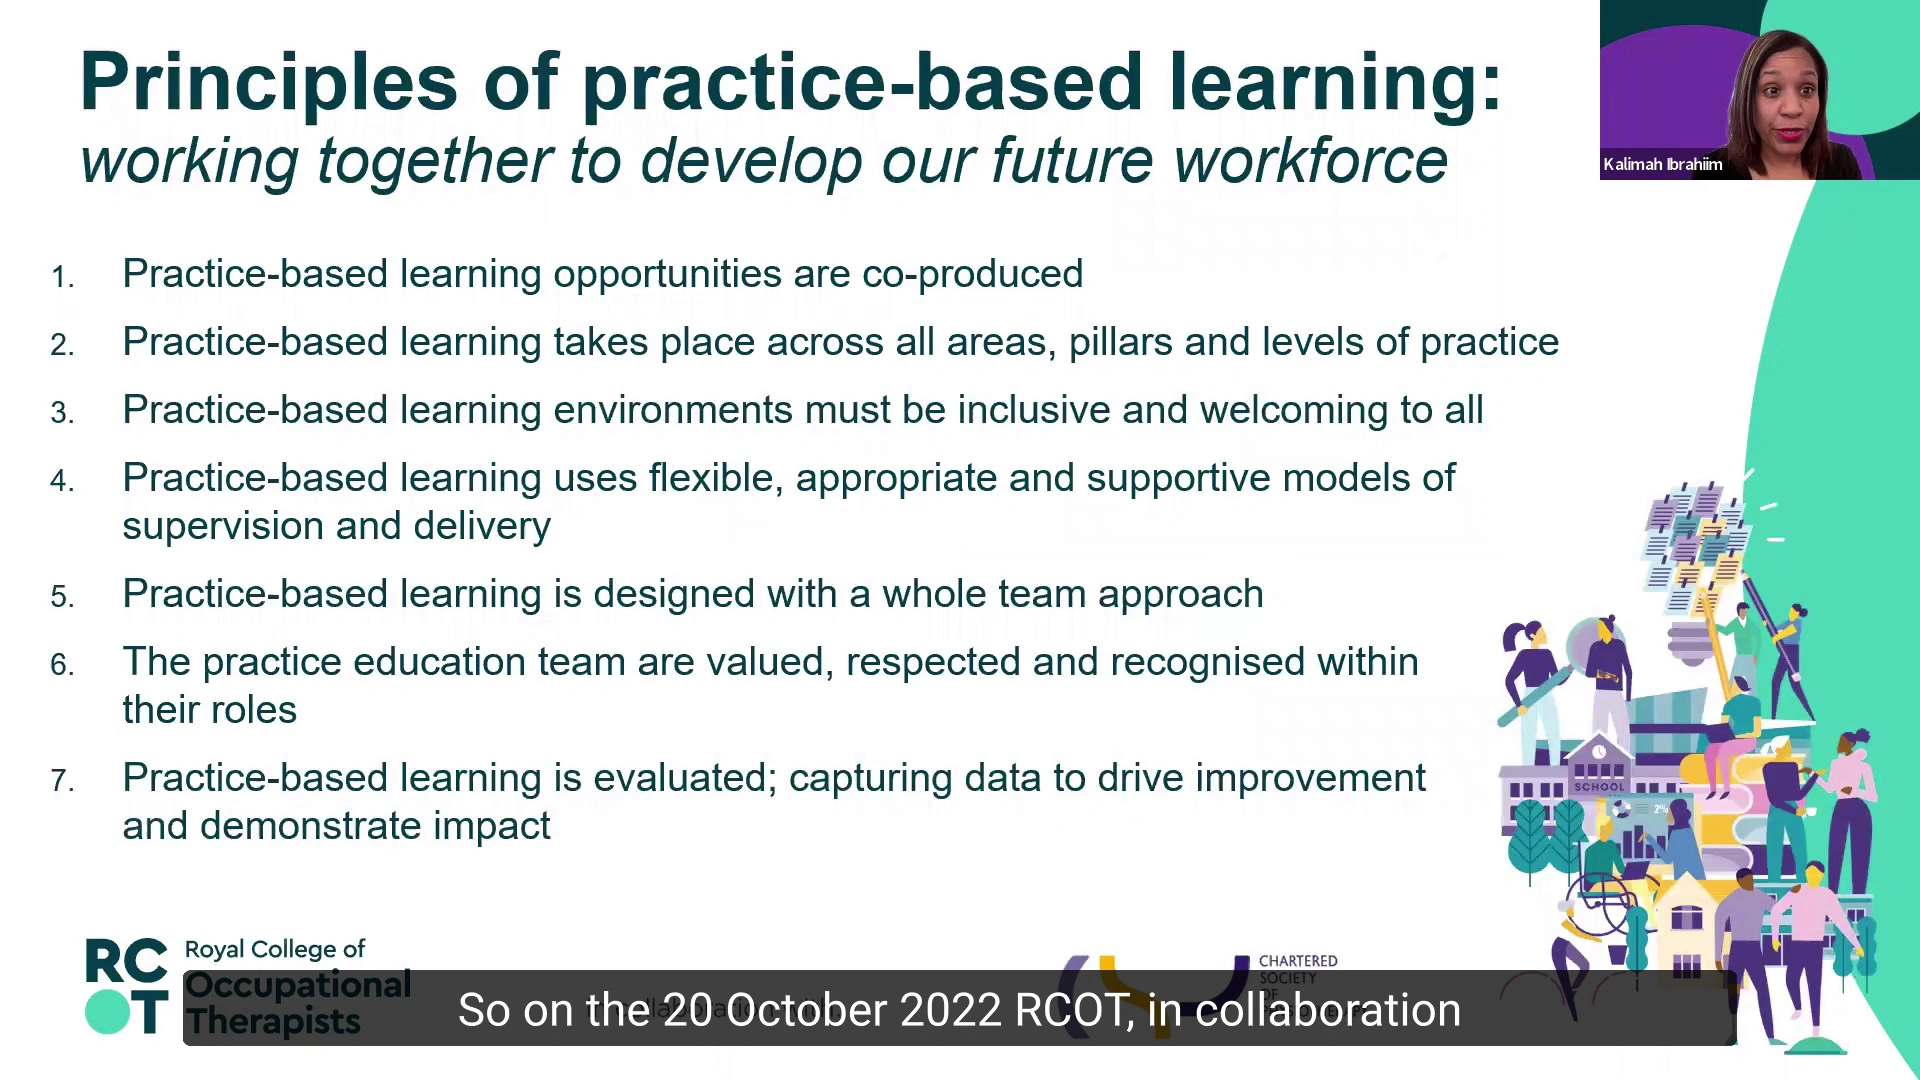 Principles of practice-based learning:
working together to develop our future workforce
Kalimah Ibrahiim
1. Practice-based learning opportunities are co-produced
2. Practice-based learning takes place across all areas, pillars and levels of practice
3. Practice-based learning environments must be inclusive and welcoming to all
4. Practice-based learning uses flexible, appropriate and supportive models of
supervision and delivery
5. Practice-based learning is designed with a whole team approach
6. The practice education team are valued, respected and recognised within
their roles
7. Practice-based learning is evaluated; capturing data to drive improvement
and demonstrate impact
SCHOOL
2%
RCOT
Royal College of
Occupational
Therapists
CHARTERED
SOCIETY
OF
So on the 20 October 2022 RCOT, in collaboration